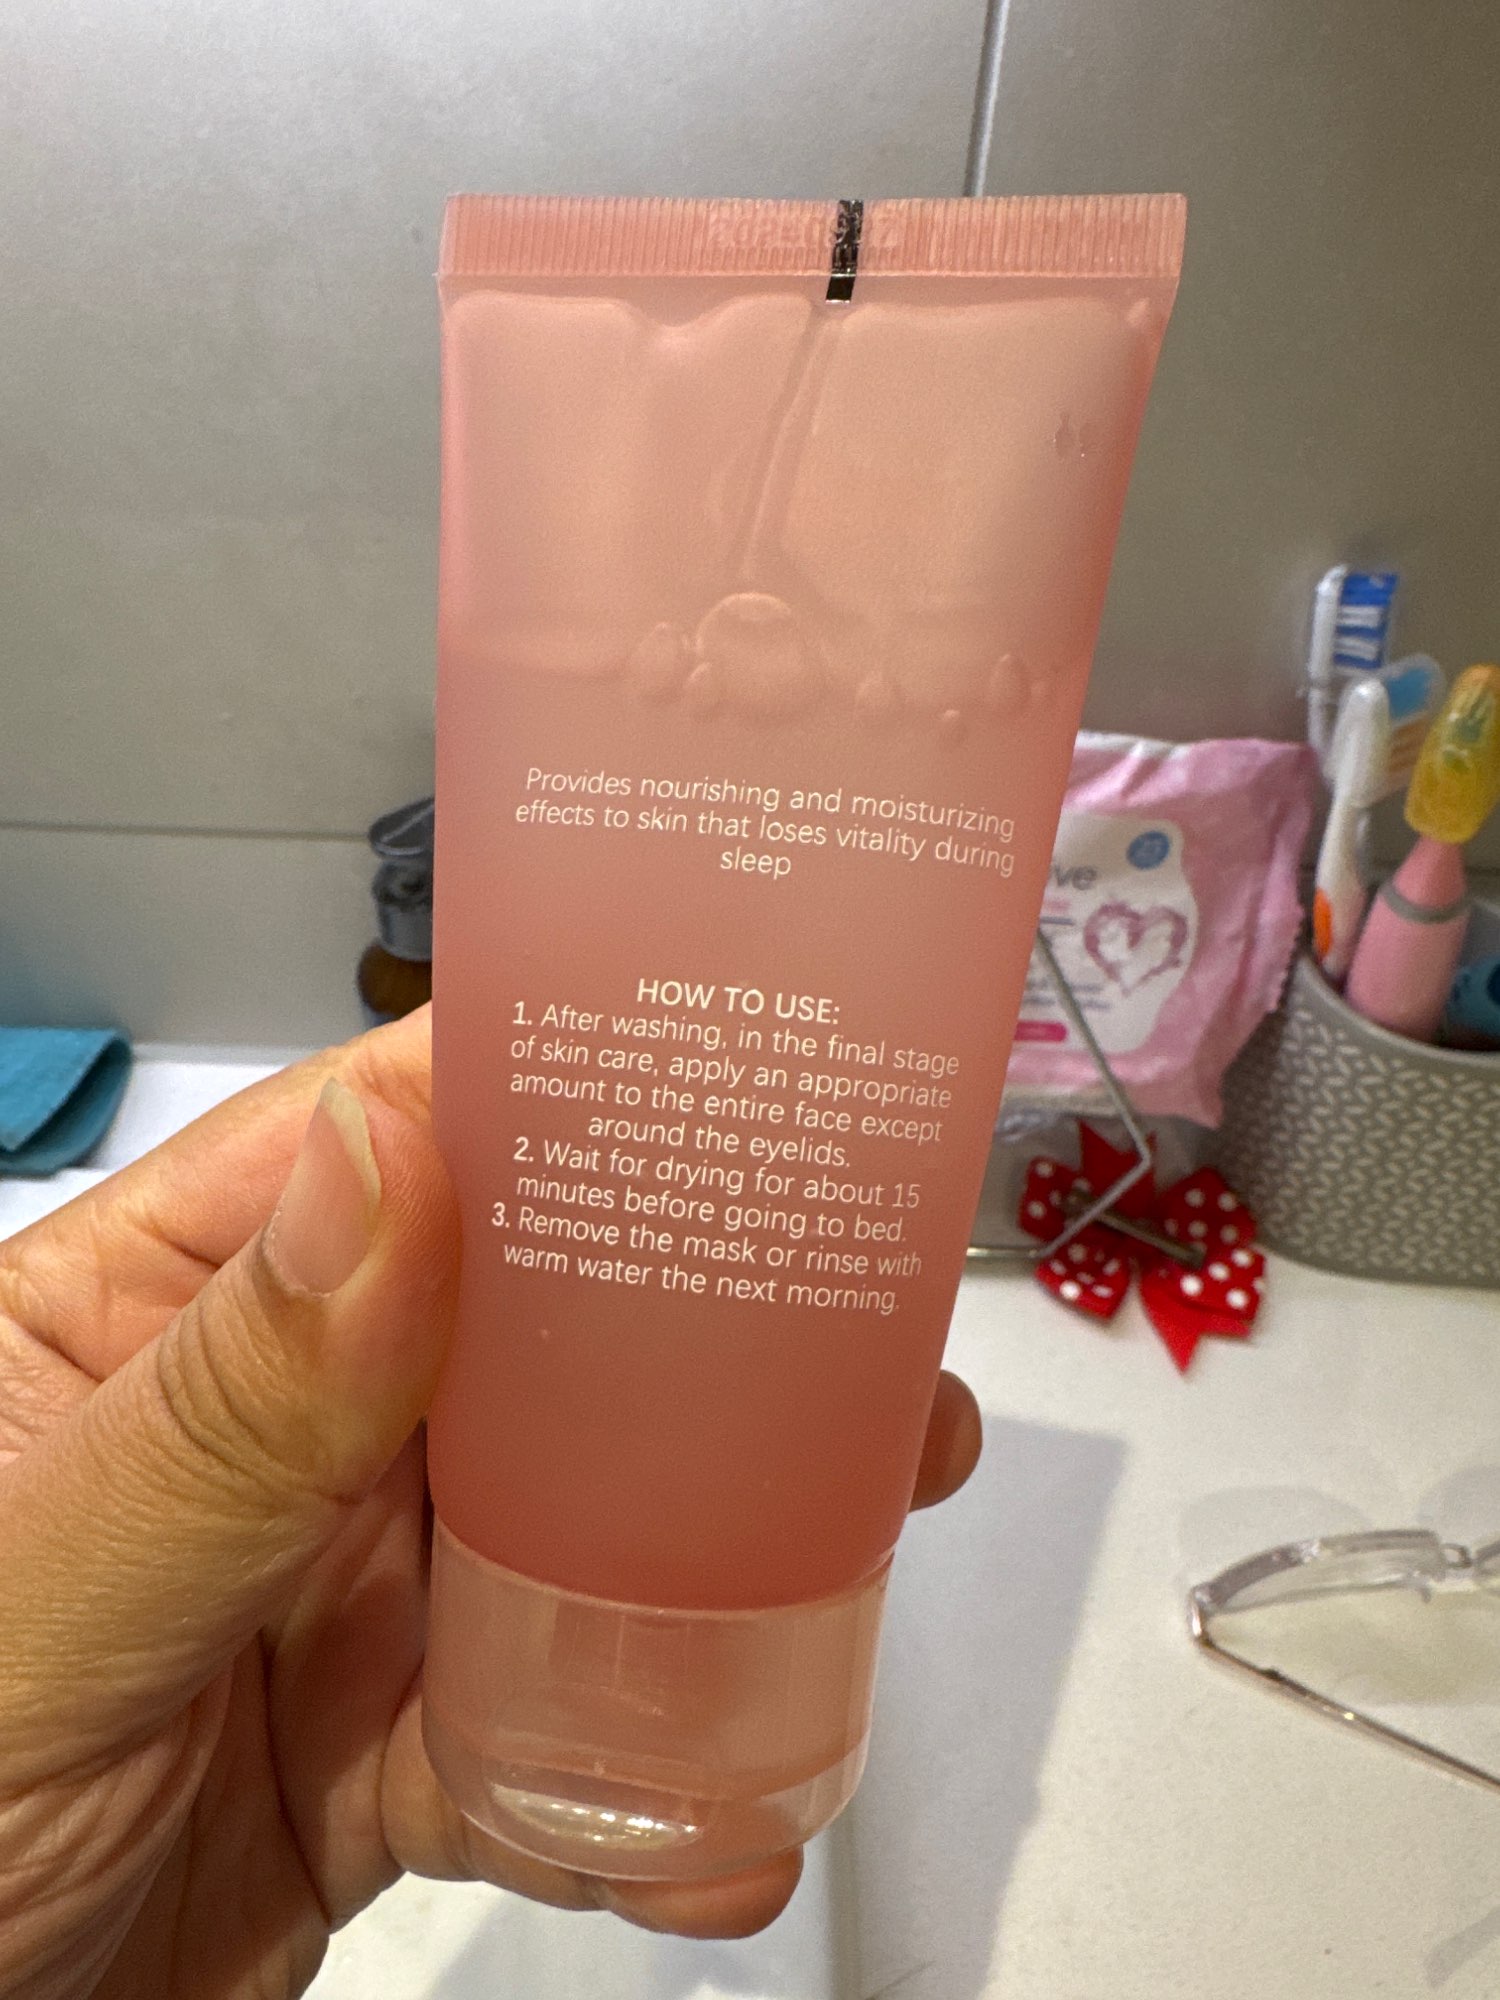 Provides nourishing and moisturizing
effects to skin that loses vitality during
sleep
HOW TO USE:
1. After washing, in the final stage
of skin care, apply an appropriate
amount to the entire face except
around the eyelids.
2. Wait for drying for about 15
minutes before going to bed.
3. Remove the mask or rinse with
warm water the next morning.